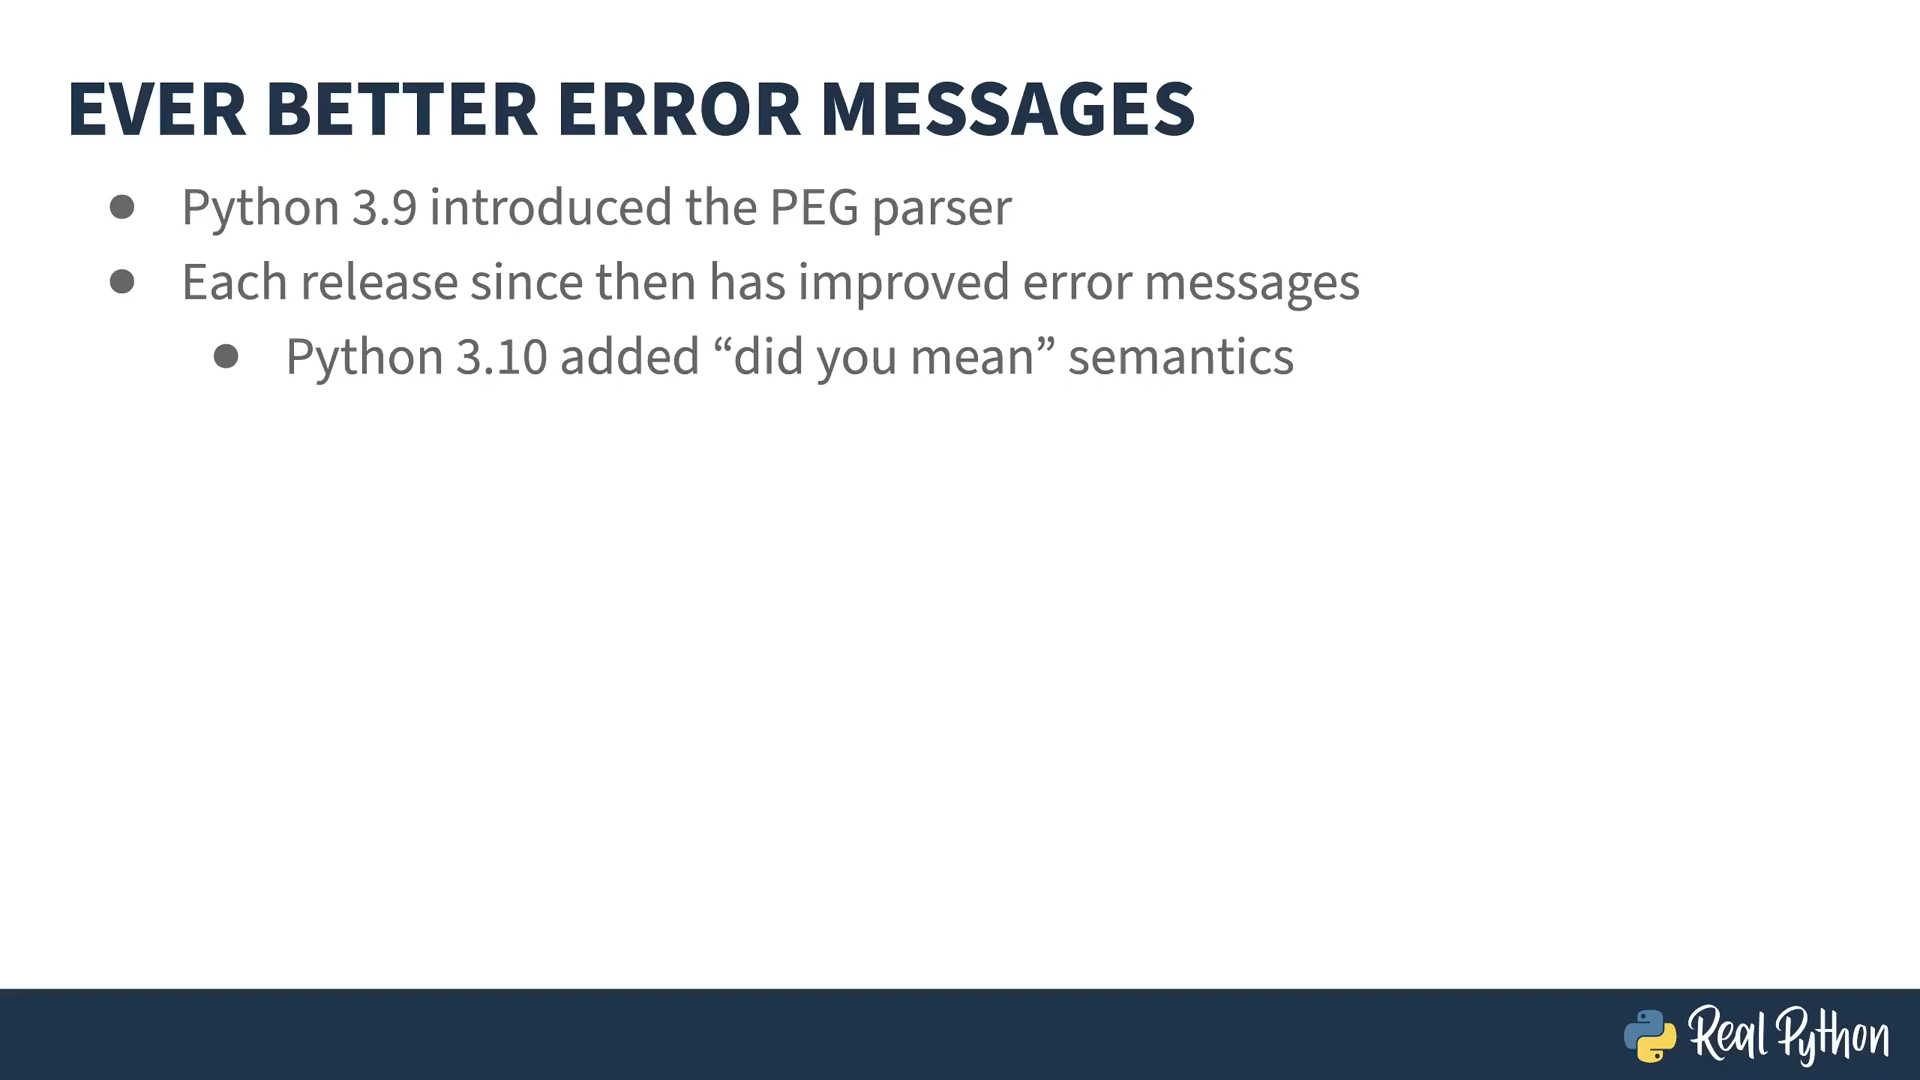 EVER BETTER ERROR MESSAGES
● Python 3.9 introduced the PEG parser
● Each release since then has improved error messages
● Python 3.10 added “did you mean” semantics
Real Python